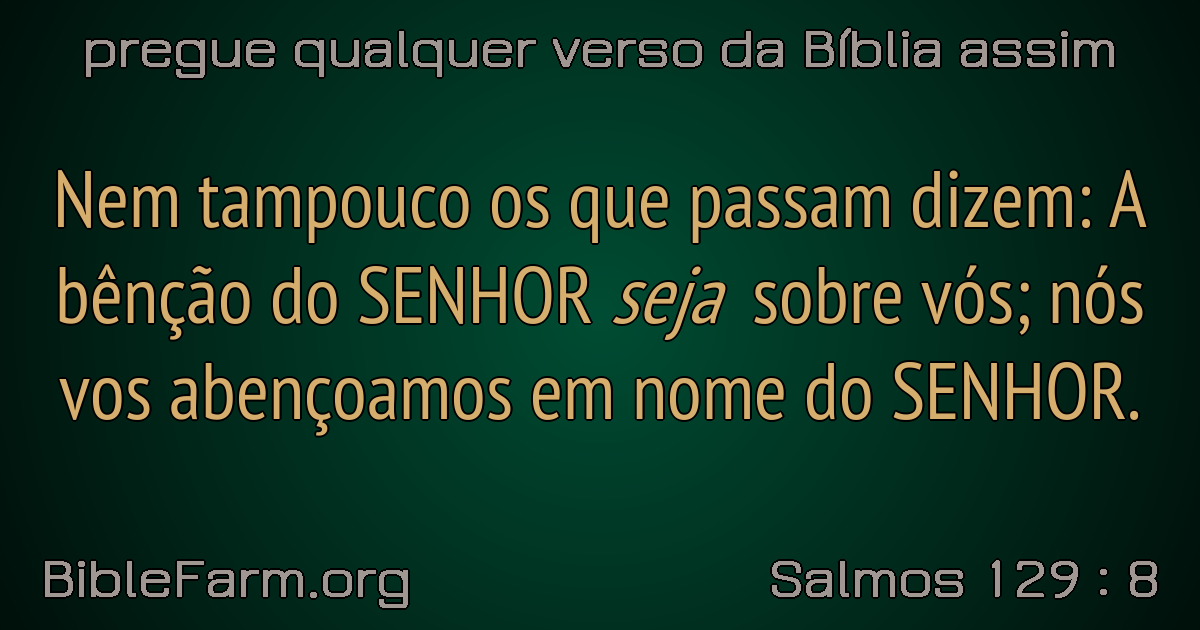 pregue qualquer verso da Bíblia assim
Nem tampouco os que passam dizem: A
bênção do SENHOR seja sobre vós; nós
vos abençoamos em nome do SENHOR.
BibleFarm.org
Salmos 129 : 8